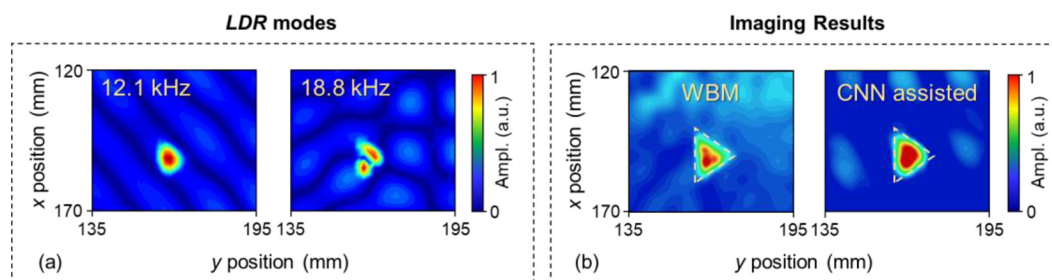 LDR modes
Imaging Results
120
170
x position (mm)
12.1 kHz
18.8 kHz
135
195
135
195
1
0
Ampl. (a.u.)
(a)
y position (mm)
120
170
x position (mm)
WBM
CNN assisted
135
195
135
195
1
0
Ampl. (a.u.)
(b)
y position (mm)